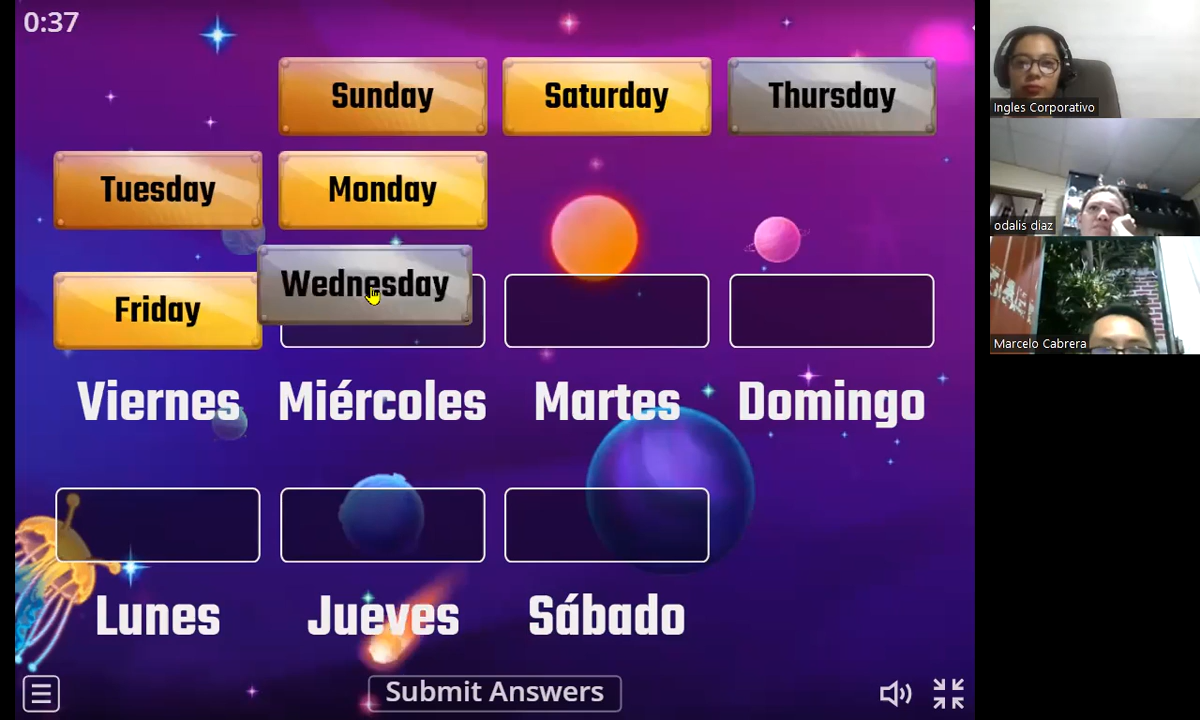 0:37
Sunday
Saturday
Thursday
Tuesday
Monday
Friday
Wednesday
Viernes
Miércoles
Martes
Domingo
Lunes
Jueves
Sábado
Submit Answers
Ingles Corporativo
odalis díaz
Marcelo Cabrera